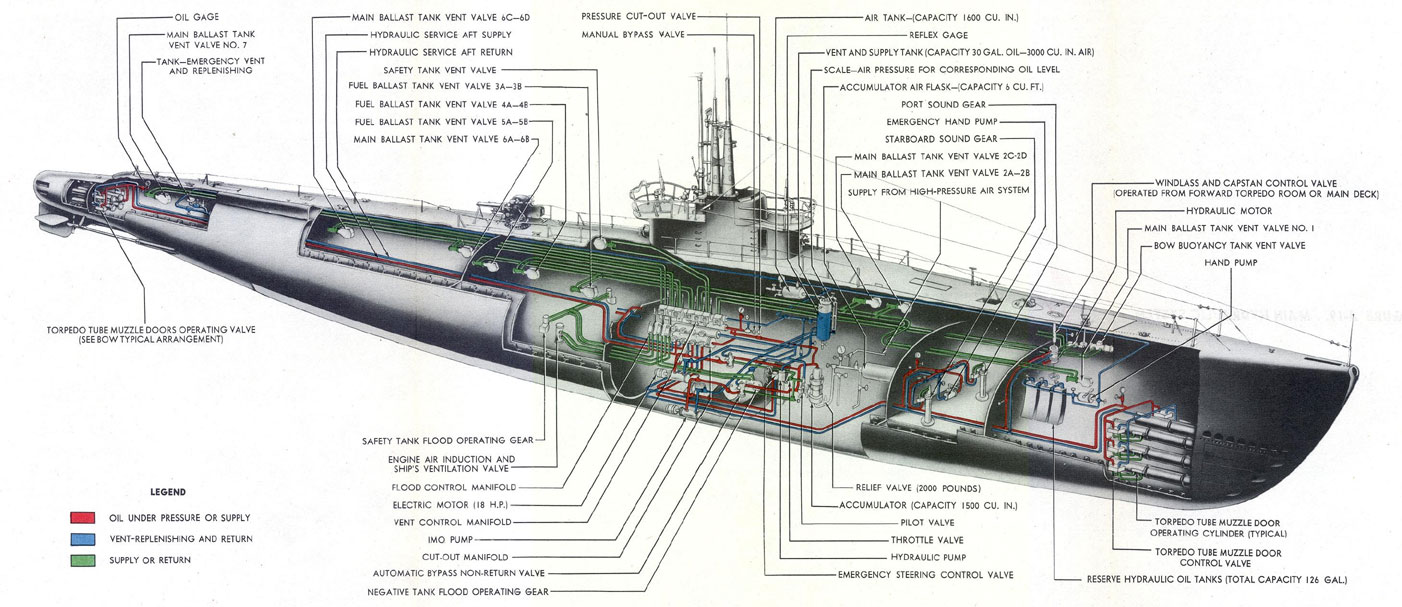 OIL GAGE
MAIN BALLAST TANK
VENT VALVE NO. 7
TANK—EMERGENCY VENT
AND REPLENISHING
MAIN BALLAST TANK VENT VALVE 6C—6D
HYDRAULIC SERVICE AFT SUPPLY
HYDRAULIC SERVICE AFT RETURN
SAFETY TANK VENT VALVE
FUEL BALLAST TANK VENT VALVE 3A—3B
FUEL BALLAST TANK VENT VALVE 4A—4B
FUEL BALLAST TANK VENT VALVE 5A—5B
MAIN BALLAST TANK VENT VALVE 6A—6B
PRESSURE CUT-OUT VALVE
MANUAL BYPASS VALVE
AIR TANK—(CAPACITY 1600 CU. IN.)
REFLEX GAGE
VENT AND SUPPLY TANK (CAPACITY 30 GAL. OIL—3000 CU. IN. AIR)
SCALE—AIR PRESSURE FOR CORRESPONDING OIL LEVEL
ACCUMULATOR AIR FLASK—(CAPACITY 6 CU. FT.)
PORT SOUND GEAR
EMERGENCY HAND PUMP
STARBOARD SOUND GEAR
MAIN BALLAST TANK VENT VALVE 2C-2D
MAIN BALLAST TANK VENT VALVE 2A—2B
SUPPLY FROM HIGH-PRESSURE AIR SYSTEM
WINDLASS AND CAPSTAN CONTROL VALVE
(OPERATED FROM FORWARD TORPEDO ROOM OR MAIN DECK)
HYDRAULIC MOTOR
MAIN BALLAST TANK VENT VALVE NO. 1
BOW BUOYANCY TANK VENT VALVE
HAND PUMP
TORPEDO TUBE MUZZLE DOORS OPERATING VALVE
(SEE BOW TYPICAL ARRANGEMENT)
SAFETY TANK FLOOD OPERATING GEAR
ENGINE AIR INDUCTION AND
SHIP'S VENTILATION VALVE
FLOOD CONTROL MANIFOLD
ELECTRIC MOTOR (18 H.P.)
VENT CONTROL MANIFOLD
IMO PUMP
CUT-OUT MANIFOLD
AUTOMATIC BYPASS NON-RETURN VALVE
NEGATIVE TANK FLOOD OPERATING GEAR
RELIEF VALVE (2000 POUNDS)
ACCUMULATOR (CAPACITY 1500 CU. IN.)
PILOT VALVE
THROTTLE VALVE
HYDRAULIC PUMP
EMERGENCY STEERING CONTROL VALVE
TORPEDO TUBE MUZZLE DOOR
OPERATING CYLINDER (TYPICAL)
TORPEDO TUBE MUZZLE DOOR
CONTROL VALVE
RESERVE HYDRAULIC OIL TANKS (TOTAL CAPACITY 126 GAL.)
LEGEND
OIL UNDER PRESSURE OR SUPPLY
VENT-REPLENISHING AND RETURN
SUPPLY OR RETURN